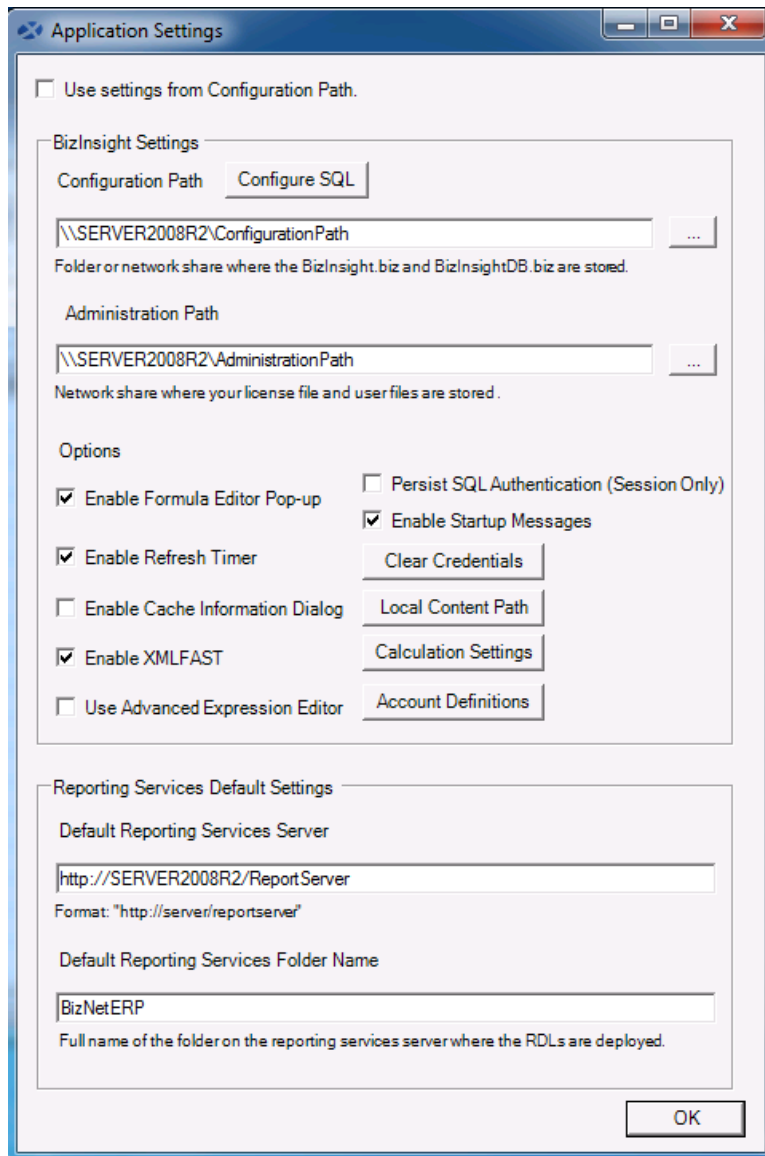 Application Settings
Use settings from Configuration Path.
BizInsight Settings
Configuration Path Configure SQL
\\SERVER2008R2\ConfigurationPath ...
Folder or network share where the BizInsight.biz and BizInsightDB.biz are stored.
Administration Path
\\SERVER2008R2\AdministrationPath ...
Network share where your license file and user files are stored .
Options
Persist SQL Authentication (Session Only)
Enable Formula Editor Pop-up
Enable Startup Messages
Enable Refresh Timer Clear Credentials
Enable Cache Information Dialog Local Content Path
Enable XMLFAST Calculation Settings
Use Advanced Expression Editor Account Definitions
Reporting Services Default Settings
Default Reporting Services Server
http://SERVER2008R2/ReportServer
Format: "http://server/reportserver"
Default Reporting Services Folder Name
BizNetERP
Full name of the folder on the reporting services server where the RDLs are deployed.
OK